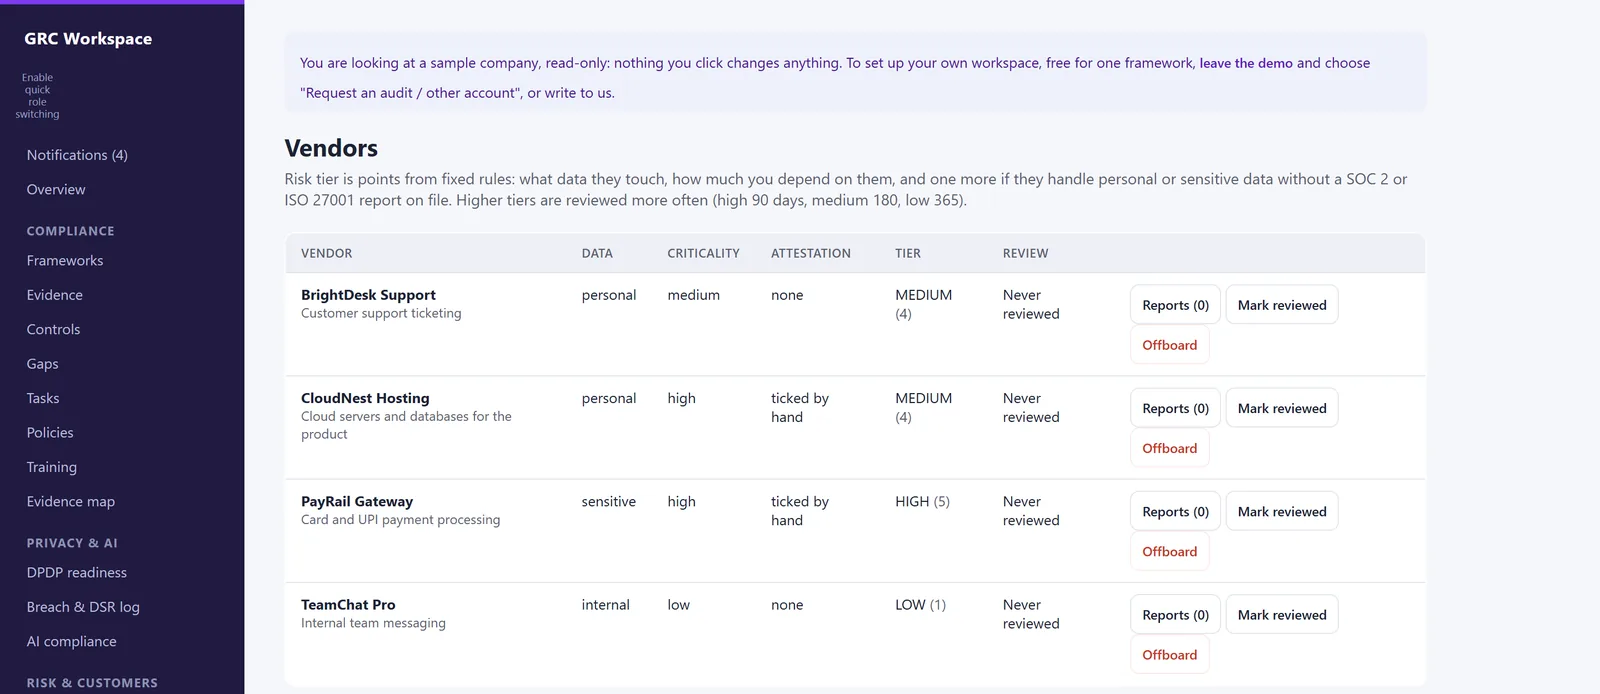 GRC Workspace
Enable
quick
role
switching
Notifications (4)
Overview
COMPLIANCE
Frameworks
Evidence
Controls
Gaps
Tasks
Policies
Training
Evidence map
PRIVACY & AI
DPDP readiness
Breach & DSR log
AI compliance
RISK & CUSTOMERS
You are looking at a sample company, read-only: nothing you click changes anything. To set up your own workspace, free for one framework, leave the demo and choose
"Request an audit / other account", or write to us.
Vendors
Risk tier is points from fixed rules: what data they touch, how much you depend on them, and one more if they handle personal or sensitive data without a SOC 2 or
ISO 27001 report on file. Higher tiers are reviewed more often (high 90 days, medium 180, low 365).
VENDOR DATA CRITICALITY ATTESTATION TIER REVIEW
BrightDesk Support personal medium none MEDIUM Never
Customer support ticketing (4) reviewed
Reports (0) Mark reviewed
Offboard
CloudNest Hosting personal high ticked by MEDIUM Never
Cloud servers and databases for the hand (4) reviewed
product
Reports (0) Mark reviewed
Offboard
PayRail Gateway sensitive high ticked by HIGH (5) Never
Card and UPI payment processing hand reviewed
Reports (0) Mark reviewed
Offboard
TeamChat Pro internal low none LOW (1) Never
Internal team messaging reviewed
Reports (0) Mark reviewed
Offboard